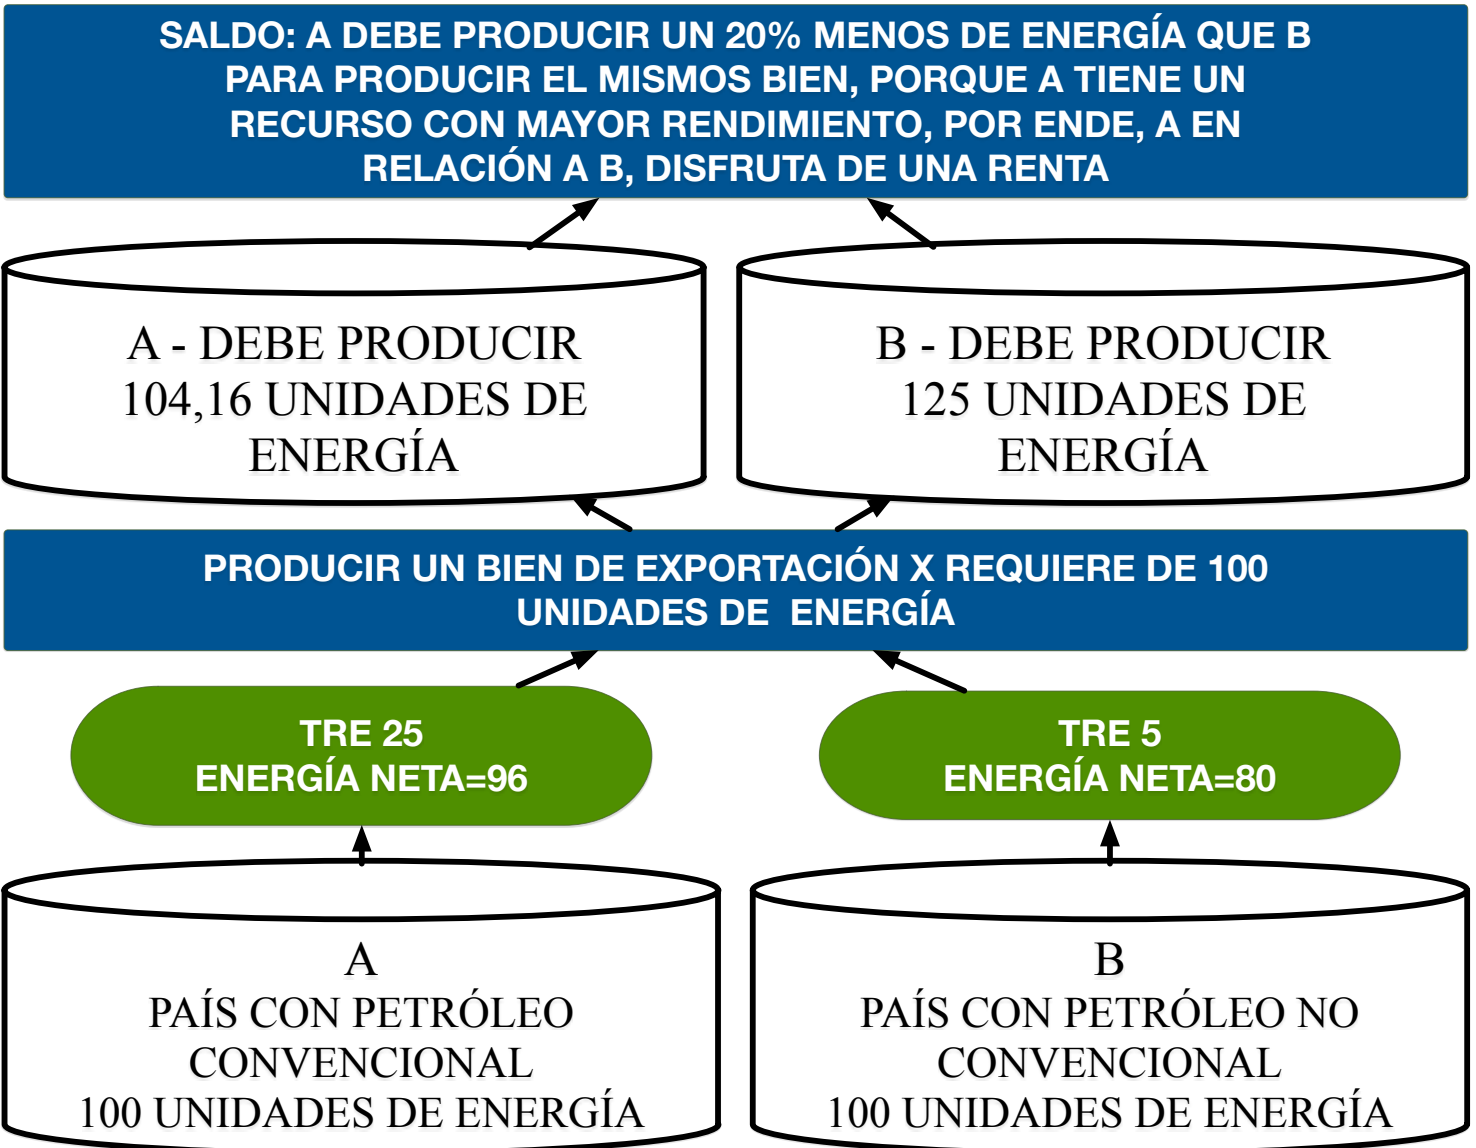 SALDO: A DEBE PRODUCIR UN 20% MENOS DE ENERGÍA QUE B
PARA PRODUCIR EL MISMOS BIEN, PORQUE A TIENE UN
RECURSO CON MAYOR RENDIMIENTO, POR ENDE, A EN
RELACIÓN A B, DISFRUTA DE UNA RENTA
A - DEBE PRODUCIR
104,16 UNIDADES DE
ENERGÍA
B - DEBE PRODUCIR
125 UNIDADES DE
ENERGÍA
PRODUCIR UN BIEN DE EXPORTACIÓN X REQUIERE DE 100
UNIDADES DE ENERGÍA
TRE 25
ENERGÍA NETA=96
TRE 5
ENERGÍA NETA=80
A
PAÍS CON PETRÓLEO
CONVENCIONAL
100 UNIDADES DE ENERGÍA
B
PAÍS CON PETRÓLEO NO
CONVENCIONAL
100 UNIDADES DE ENERGÍA